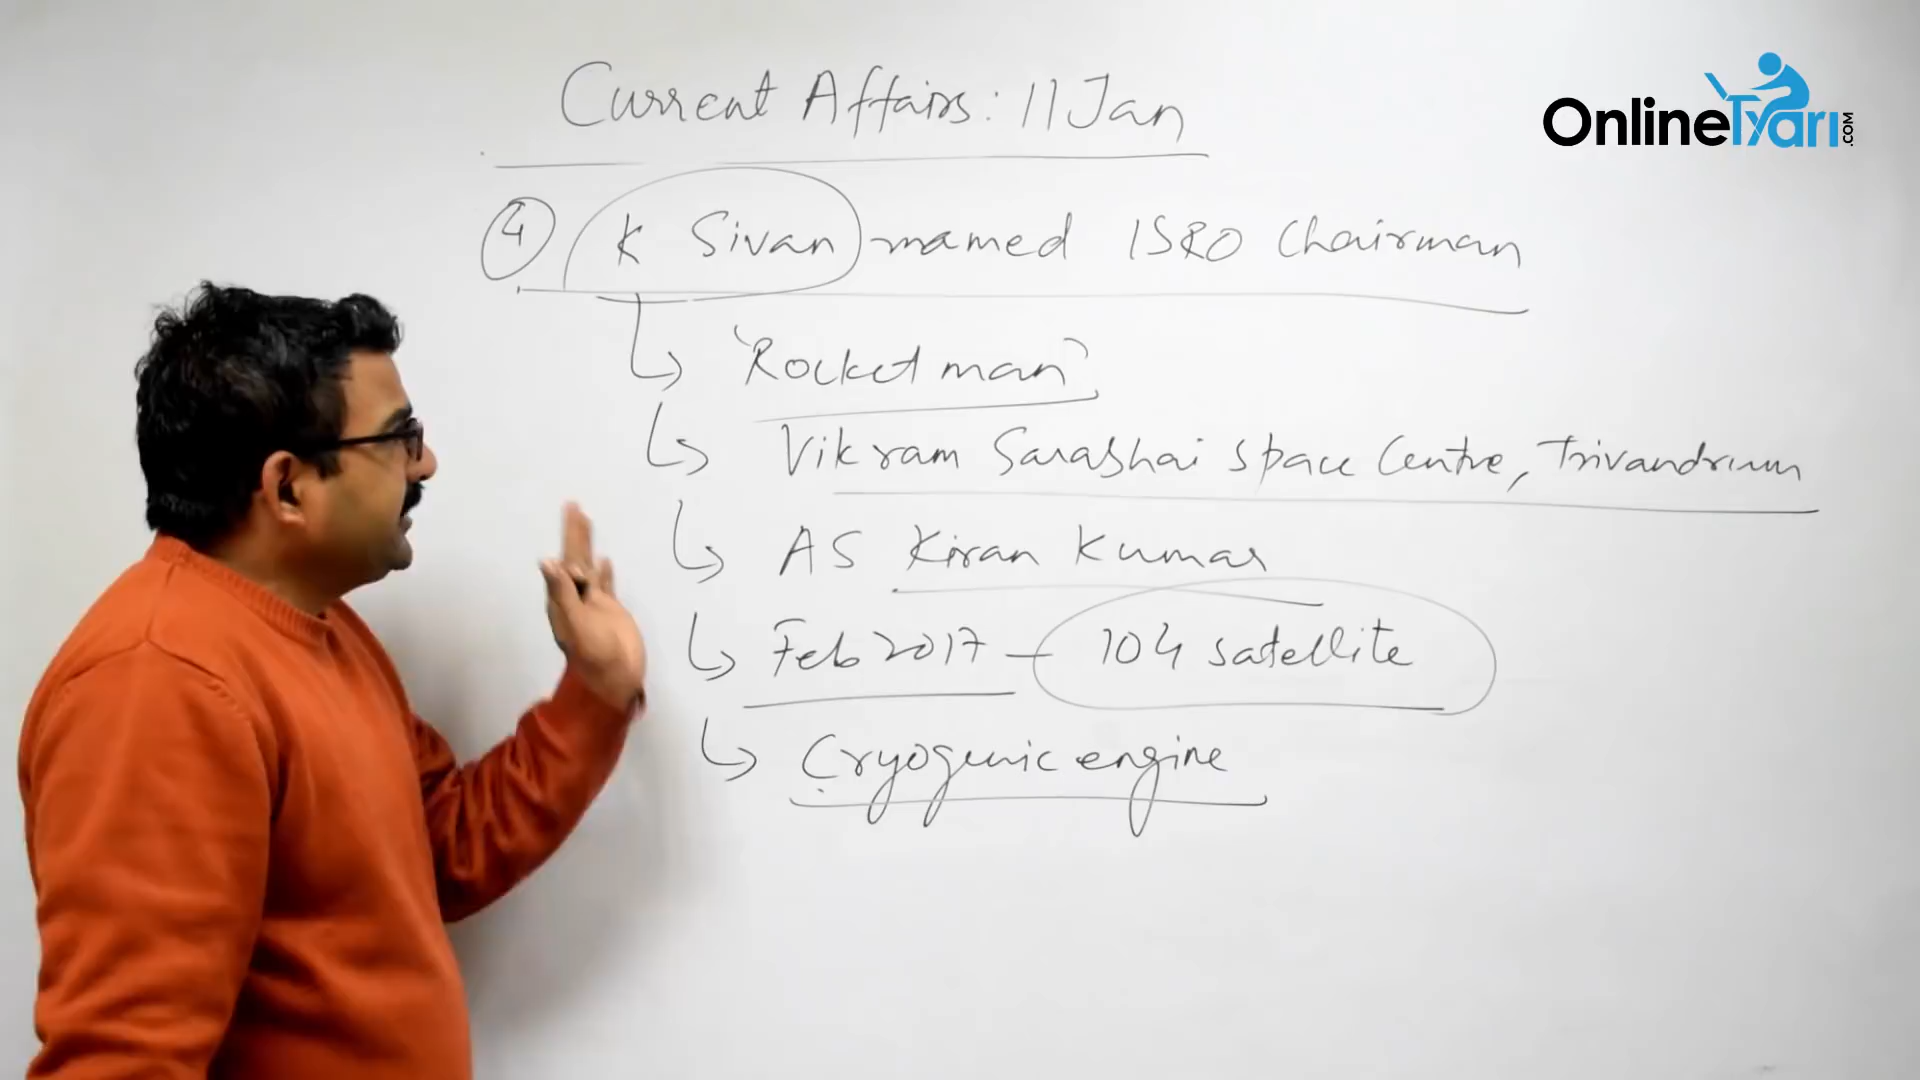 Current Affairs: 11 Jan
OnlineTyari.COM
4 K Sivan named ISRO Chairman
"Rocket man"
Vikram Sarabhai Space Centre, Trivandrum
AS Kiran Kumar
Feb 2017 - 104 satellite
Cryogenic engine